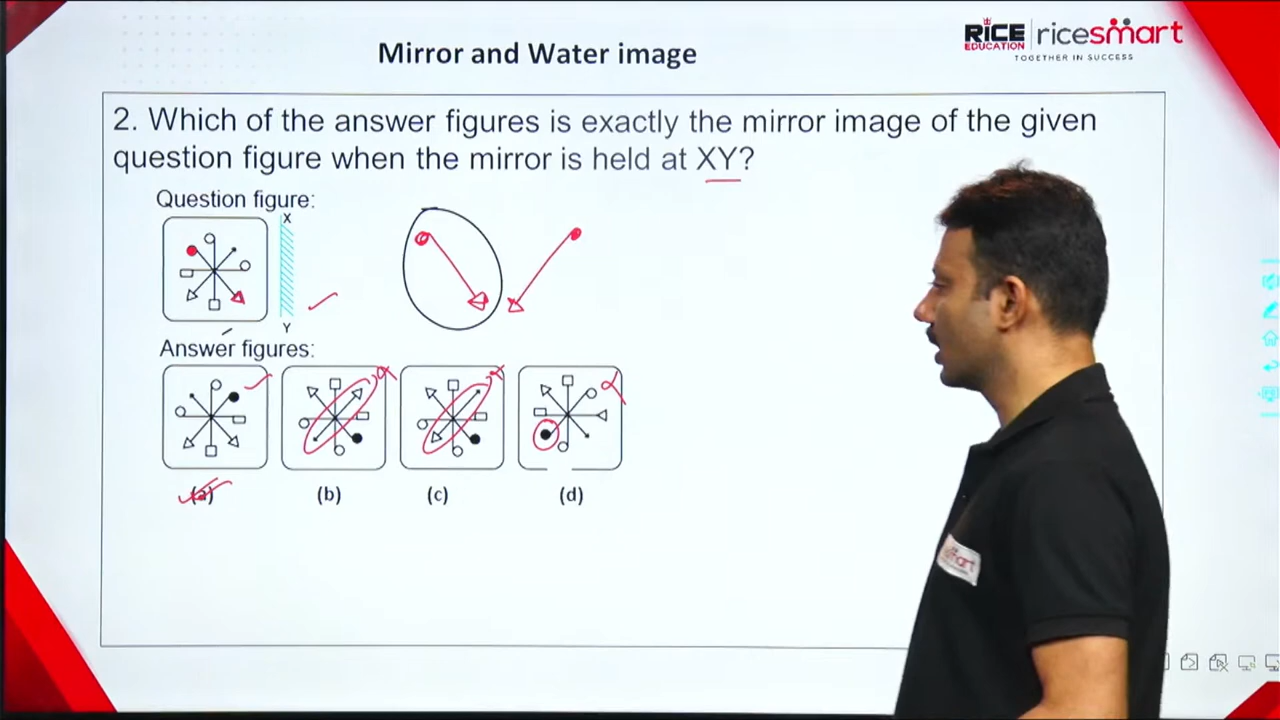 Mirror and Water image
RICE EDUCATION
ricesmart
TOGETHER IN SUCCESS
2. Which of the answer figures is exactly the mirror image of the given
question figure when the mirror is held at XY?
Question figure:
X
Y
Answer figures:
(a) (b) (c) (d)